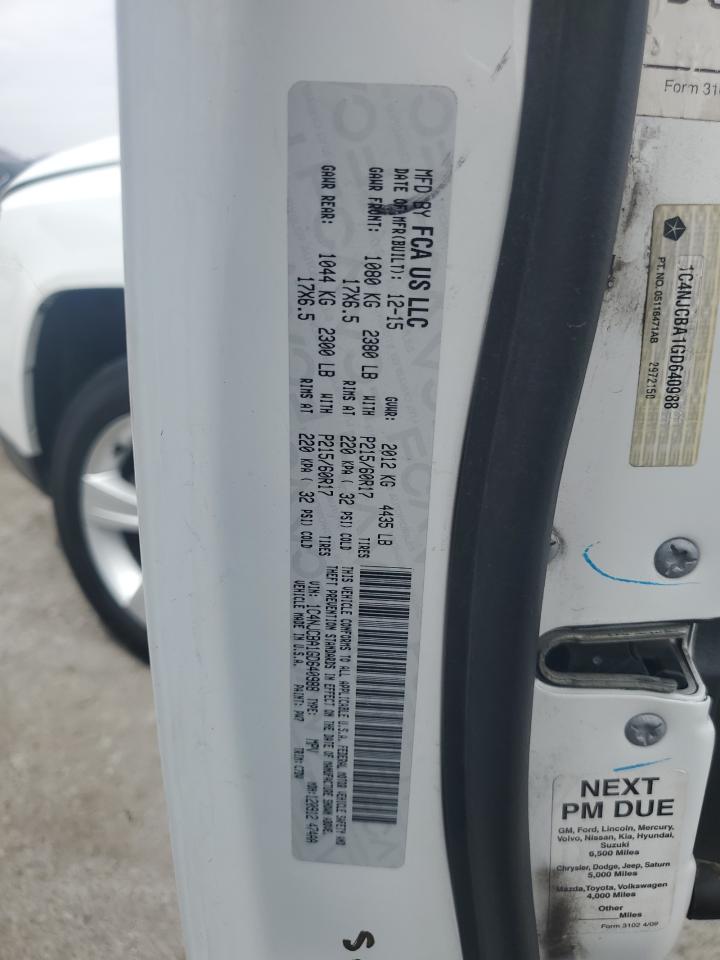 MFD BY FCA US LLC
DATE OF MFR(BUILT): 12-15 GVWR: 2012 KG 4435 LB
GAWR FRONT: 1080 KG 2380 LB WITH P215/60R17 TIRES
17X6.5 RIMS AT 220 KPA ( 32 PSI) COLD
GAWR REAR: 1044 KG 2300 LB WITH P215/60R17 TIRES
17X6.5 RIMS AT 220 KPA ( 32 PSI) COLD
THIS VEHICLE CONFORMS TO ALL APPLICABLE U.S.A. FEDERAL MOTOR VEHICLE SAFETY AND
THEFT PREVENTION STANDARDS IN EFFECT ON THE DATE OF MANUFACTURE SHOWN ABOVE.
VIN: 1C4NJCBA1GD640988 TYPE: MPV
VEHICLE MADE IN U.S.A. PAINT: PW7
Form
1C4NJCBA1GD640988
PT. NO. 05116471AB 2972150
NEXT
PM DUE
GM, Ford, Lincoln, Mercury,
Volvo, Nissan, Kia, Hyundai,
Suzuki
6,500 Miles
Chrysler, Dodge, Jeep, Saturn
5,000 Miles
Mazda,Toyota, Volkswagen
4,000 Miles
Other
______Miles
Form 3102 4/09